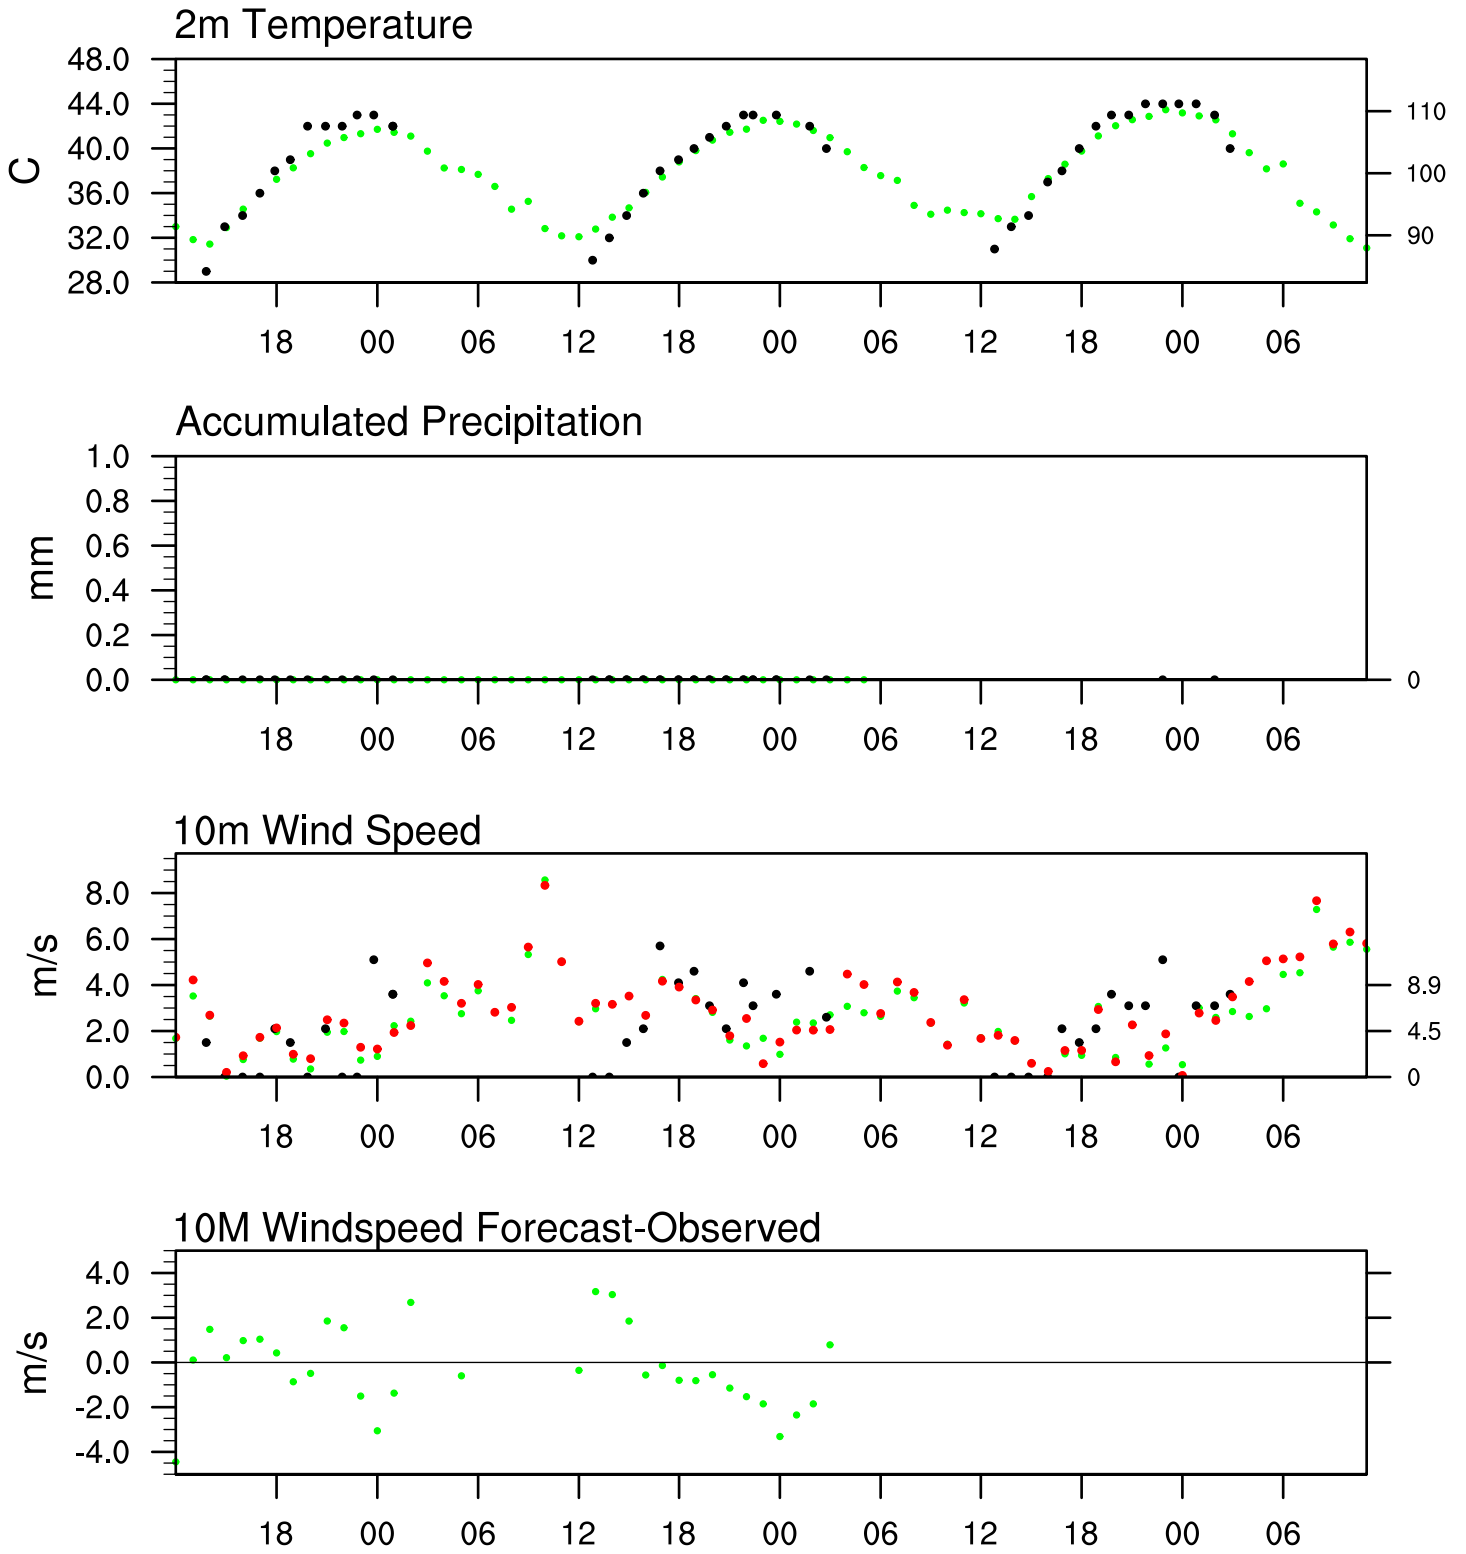 2m Temperature
48.0
44.0
40.0
36.0
32.0
28.0
C
110
100
90
18 00 06 12 18 00 06 12 18 00 06
Accumulated Precipitation
1.0
0.8
0.6
0.4
0.2
0.0
mm
0
18 00 06 12 18 00 06 12 18 00 06
10m Wind Speed
8.0
6.0
4.0
2.0
0.0
m/s
8.9
4.5
0
18 00 06 12 18 00 06 12 18 00 06
10M Windspeed Forecast-Observed
4.0
2.0
0.0
-2.0
-4.0
m/s
18 00 06 12 18 00 06 12 18 00 06